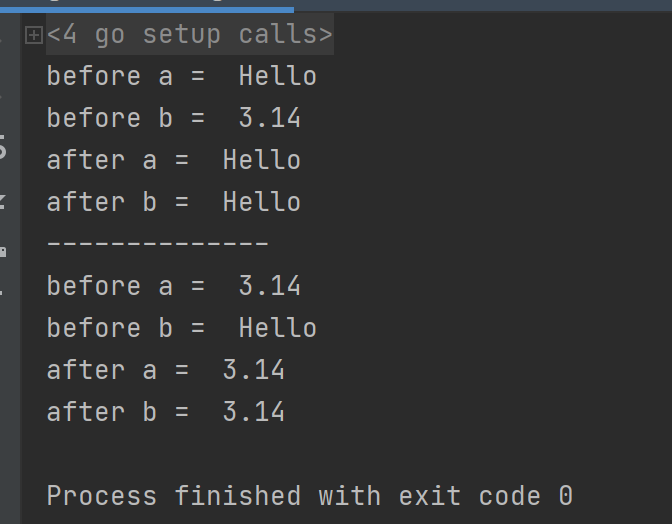 <4 go setup calls>
before a =  Hello
before b =  3.14
after a =  Hello
after b =  Hello
--------------
before a =  3.14
before b =  Hello
after a =  3.14
after b =  3.14
Process finished with exit code 0